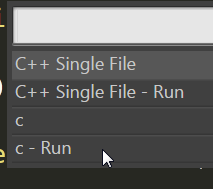 C++ Single File
C++ Single File - Run
c
c - Run